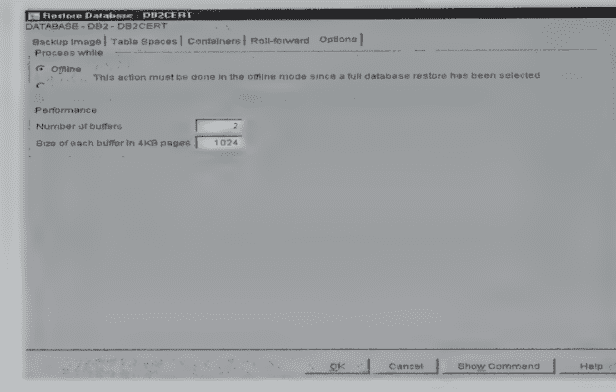 Restore Database - DB2CERT
DATABASE - DB2 - DB2CERT
Backup Image Table Spaces Containers Roll-forward Options
Process while
Offline
This action must be done in the offline mode since a full database restore has been selected
Performance
Number of buffers 2
Size of each buffer in 4KB pages 1024
OK Cancel Show Command Help